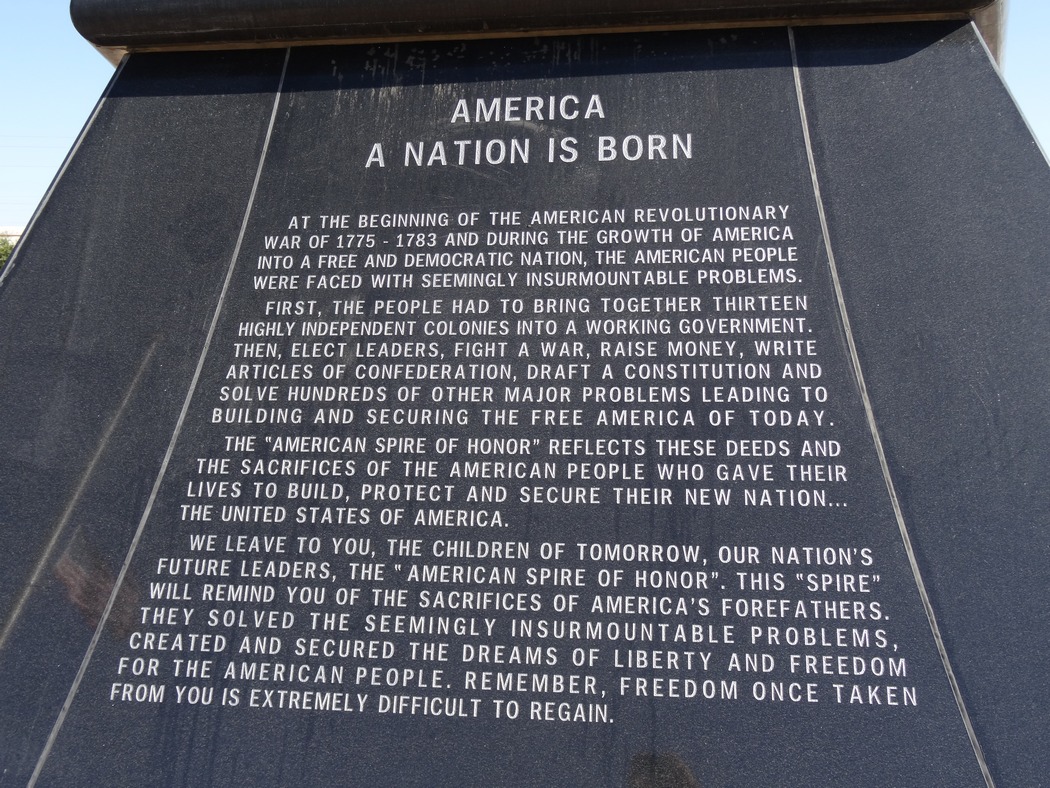 AMERICA
A NATION IS BORN
AT THE BEGINNING OF THE AMERICAN REVOLUTIONARY
WAR OF 1775 - 1783 AND DURING THE GROWTH OF AMERICA
INTO A FREE AND DEMOCRATIC NATION, THE AMERICAN PEOPLE
WERE FACED WITH SEEMINGLY INSURMOUNTABLE PROBLEMS.
FIRST, THE PEOPLE HAD TO BRING TOGETHER THIRTEEN
HIGHLY INDEPENDENT COLONIES INTO A WORKING GOVERNMENT.
THEN, ELECT LEADERS, FIGHT A WAR, RAISE MONEY, WRITE
ARTICLES OF CONFEDERATION, DRAFT A CONSTITUTION AND
SOLVE HUNDREDS OF OTHER MAJOR PROBLEMS LEADING TO
BUILDING AND SECURING THE FREE AMERICA OF TODAY.
THE "AMERICAN SPIRE OF HONOR" REFLECTS THESE DEEDS AND
THE SACRIFICES OF THE AMERICAN PEOPLE WHO GAVE THEIR
LIVES TO BUILD, PROTECT AND SECURE THEIR NEW NATION...
THE UNITED STATES OF AMERICA.
WE LEAVE TO YOU, THE CHILDREN OF TOMORROW, OUR NATION'S
FUTURE LEADERS, THE "AMERICAN SPIRE OF HONOR". THIS "SPIRE"
WILL REMIND YOU OF THE SACRIFICES OF AMERICA'S FOREFATHERS.
THEY SOLVED THE SEEMINGLY INSURMOUNTABLE PROBLEMS,
CREATED AND SECURED THE DREAMS OF LIBERTY AND FREEDOM
FOR THE AMERICAN PEOPLE. REMEMBER, FREEDOM ONCE TAKEN
FROM YOU IS EXTREMELY DIFFICULT TO REGAIN.